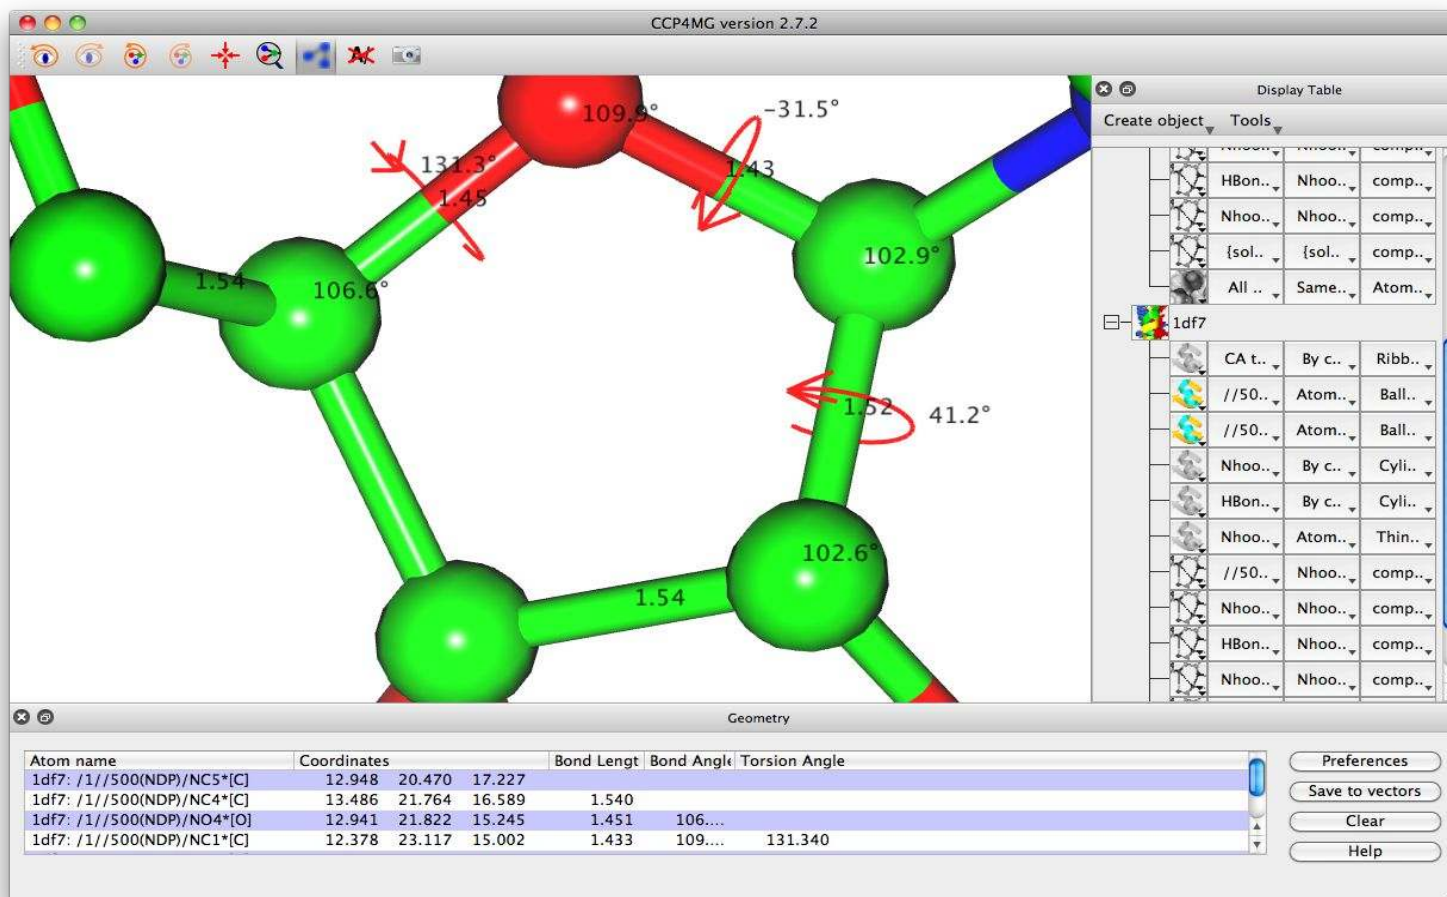 CCP4MG version 2.7.2
Display Table
Create object Tools
HBon.. Nhoo.. comp..
Nhoo.. Nhoo.. comp..
{sol.. {sol.. comp..
All .. Same.. Atom..
1df7
CA t.. By c.. Ribb..
//50.. Atom.. Ball..
//50.. Atom.. Ball..
Nhoo.. By c.. Cyli..
HBon.. By c.. Cyli..
Nhoo.. Atom.. Thin..
//50.. Nhoo.. comp..
Nhoo.. Nhoo.. comp..
HBon.. Nhoo.. comp..
Nhoo.. Nhoo.. comp..
109.9°
-31.5°
131.3°
1.43
1.45
102.9°
1.54
106.6°
1.52
41.2°
102.6°
1.54
Geometry
Atom name Coordinates Bond Lengt Bond Angl Torsion Angle
1df7: /1//500(NDP)/NC5*[C] 12.948 20.470 17.227
1df7: /1//500(NDP)/NC4*[C] 13.486 21.764 16.589 1.540
1df7: /1//500(NDP)/NO4*[O] 12.941 21.822 15.245 1.451 106....
1df7: /1//500(NDP)/NC1*[C] 12.378 23.117 15.002 1.433 109.... 131.340
Preferences
Save to vectors
Clear
Help